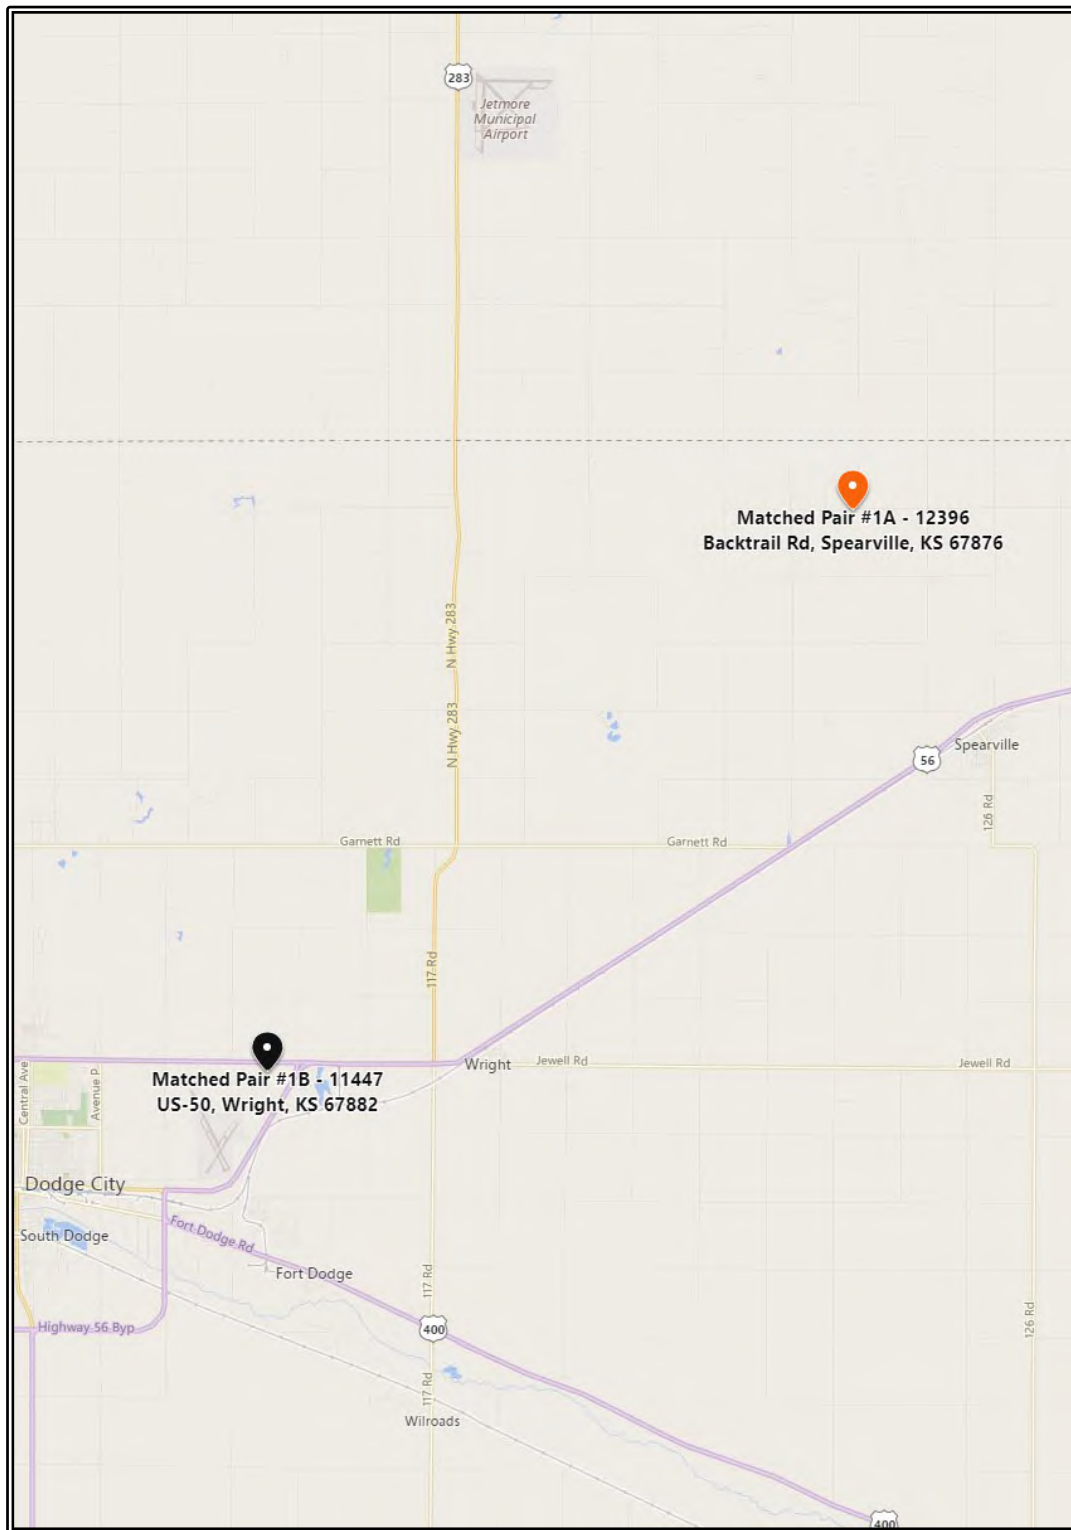 283
Jetmore
Municipal
Airport
Matched Pair #1A - 12396
Backtrail Rd, Spearville, KS 67876
N Hwy 283
N Hwy 283
Spearville
56
126 Rd
Garnett Rd
Garnett Rd
117 Rd
Wright
Jewell Rd
Jewell Rd
Matched Pair #1B - 11447
US-50, Wright, KS 67882
Central Ave
Avenue P
Dodge City
South Dodge
Fort Dodge Rd
Fort Dodge
117 Rd
Highway 56 Byp
400
126 Rd
117 Rd
Wilroads
400